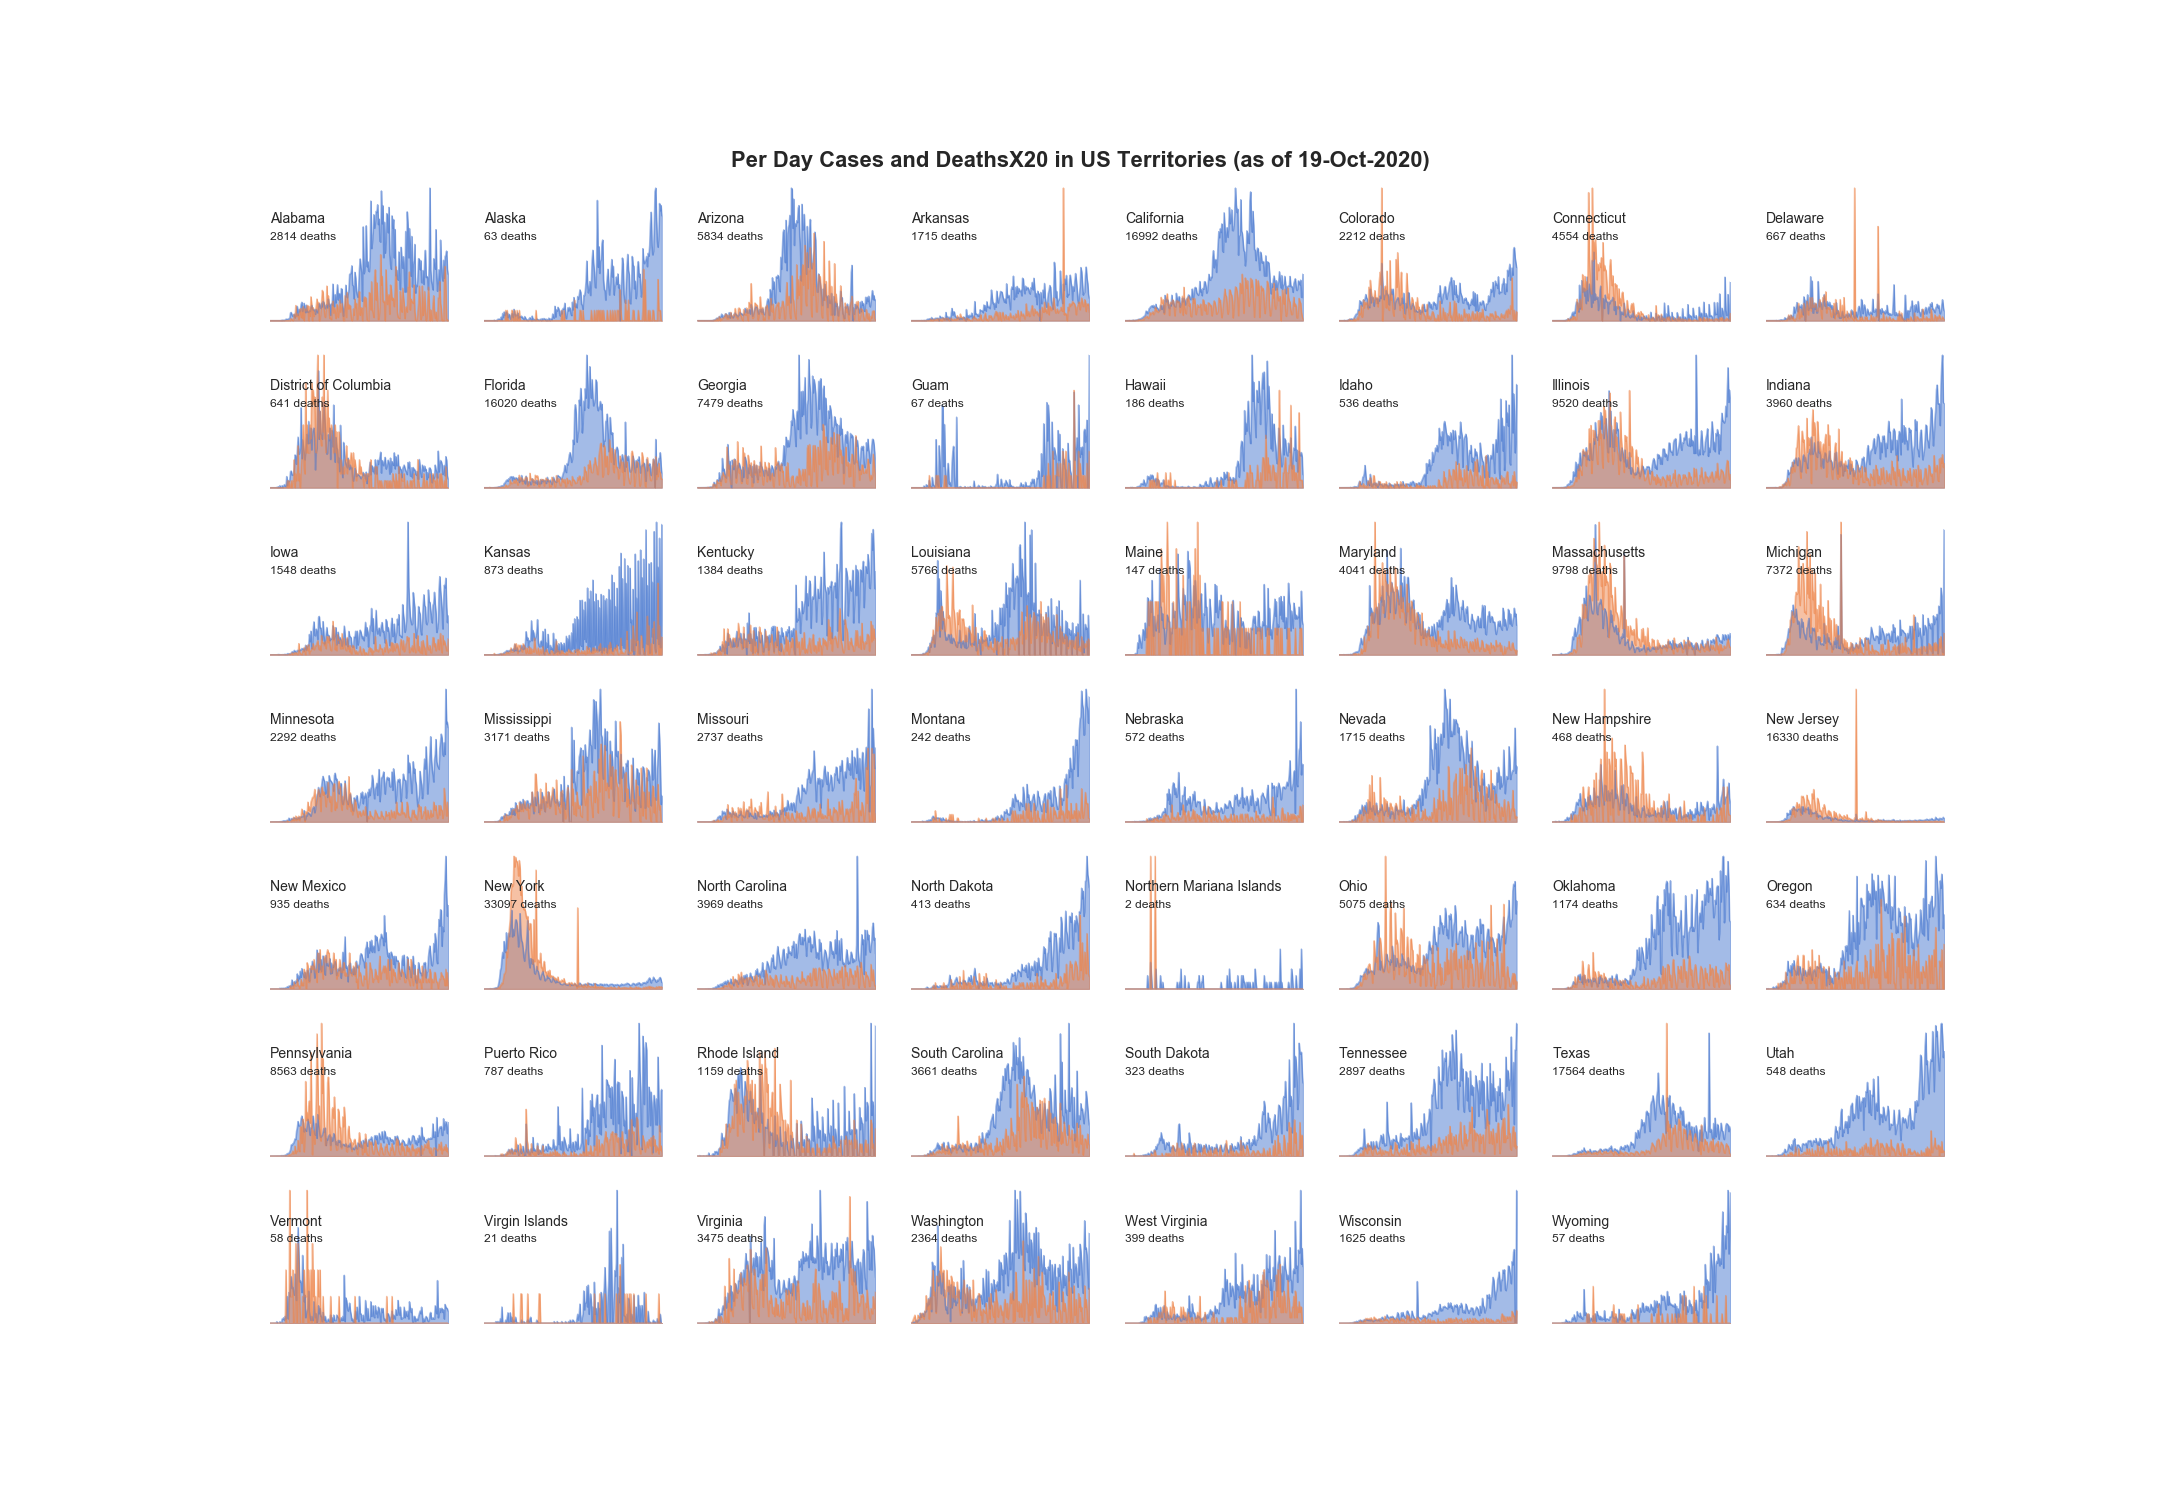 Per Day Cases and DeathsX20 in US Territories (as of 19-Oct-2020)
Alabama
2814 deaths
Alaska
63 deaths
Arizona
5834 deaths
Arkansas
1715 deaths
California
16992 deaths
Colorado
2212 deaths
Connecticut
4554 deaths
Delaware
667 deaths
District of Columbia
641 deaths
Florida
16020 deaths
Georgia
7479 deaths
Guam
67 deaths
Hawaii
186 deaths
Idaho
536 deaths
Illinois
9520 deaths
Indiana
3960 deaths
Iowa
1548 deaths
Kansas
873 deaths
Kentucky
1384 deaths
Louisiana
5766 deaths
Maine
147 deaths
Maryland
4041 deaths
Massachusetts
9798 deaths
Michigan
7372 deaths
Minnesota
2292 deaths
Mississippi
3171 deaths
Missouri
2737 deaths
Montana
242 deaths
Nebraska
572 deaths
Nevada
1715 deaths
New Hampshire
468 deaths
New Jersey
16330 deaths
New Mexico
935 deaths
New York
33097 deaths
North Carolina
3969 deaths
North Dakota
413 deaths
Northern Mariana Islands
2 deaths
Ohio
5075 deaths
Oklahoma
1174 deaths
Oregon
634 deaths
Pennsylvania
8563 deaths
Puerto Rico
787 deaths
Rhode Island
1159 deaths
South Carolina
3661 deaths
South Dakota
323 deaths
Tennessee
2897 deaths
Texas
17564 deaths
Utah
548 deaths
Vermont
58 deaths
Virgin Islands
21 deaths
Virginia
3475 deaths
Washington
2364 deaths
West Virginia
399 deaths
Wisconsin
1625 deaths
Wyoming
57 deaths